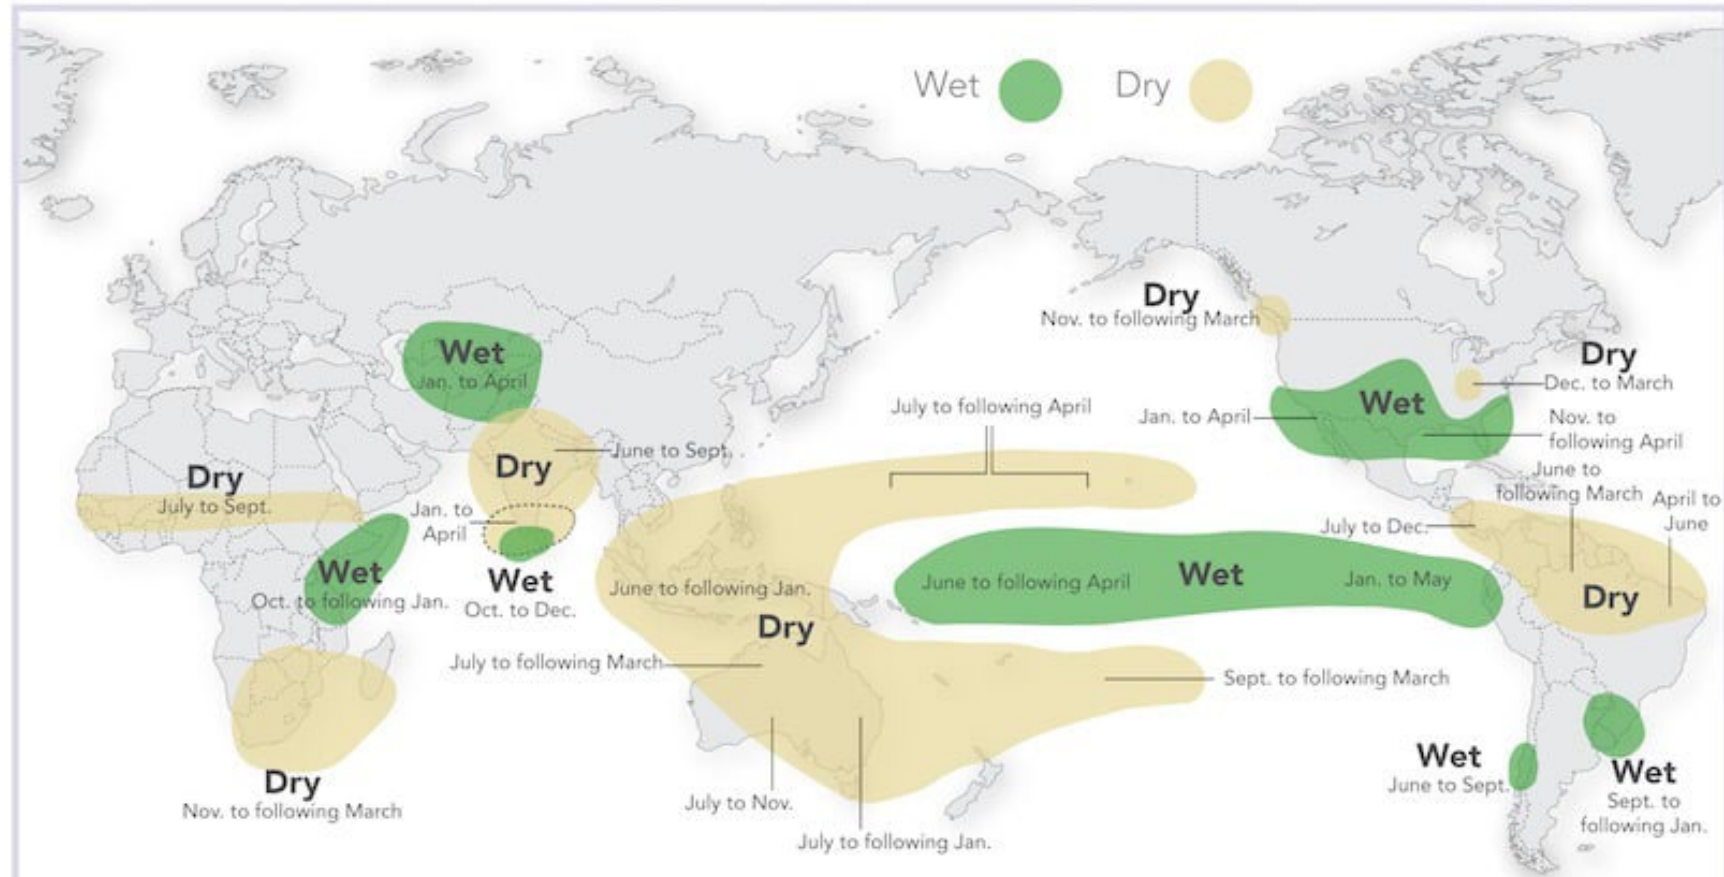 Wet
Dry
Dry
Nov. to following March
Dry
Dec. to March
Wet
Jan. to April
Wet
Jan. to April
Nov. to
following April
July to following April
June to Sept.
Dry
Dry
July to Sept.
Jan. to
April
June to
following March
April to
June
July to Dec.
Wet
Oct. to following Jan.
Wet
Oct. to Dec.
June to following Jan.
Dry
June to following April
Wet
Jan. to May
Dry
July to following March
Sept. to following March
Dry
Nov. to following March
July to Nov.
July to following Jan.
Wet
June to Sept.
Wet
Sept. to
following Jan.